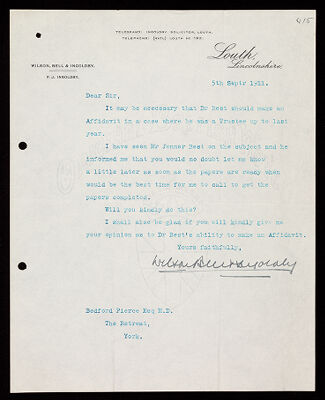 415
TELEGRAMS: INGOLDBY, SOLICITOR, LOUTH.
TELEPHONE: (NATL) LOUTH No
WILSON, BELL & INGOLDBY.
F. J. INGOLDBY.
Louth,
Lincolnshire,
5th Septr 1911.
Dear Sir,
It may be necessary that Dr Best should make an
Affidavit in a case where he was a Trustee up to last
year.
I have seen Mr Jenner Best on the subject and he
informed me that you would no doubt let me know
a little later as soon as the papers are ready when
would be the best time for me to call to get the
papers completed.
Will you kindly do this?
I shall also be glad if you will kindly give me
your opinion as to Dr Best's ability to make an Affidavit.
Yours faithfully,
Wilson Bell & Ingoldby
Bedford Pierce Esq M.D.
The Retreat,
York.